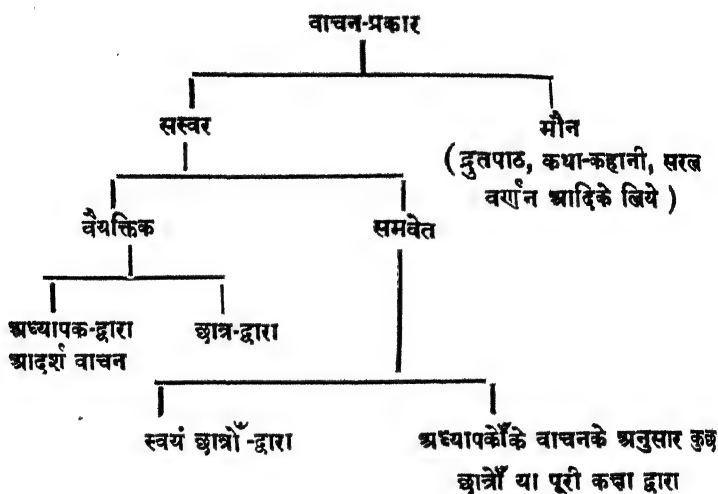 वाचन-प्रकार
सस्वर
मौन
( द्रुतपाठ, कथा-कहानी, सरल
वर्णन आदिके लिये )
वैयक्तिक
समवेत
अध्यापक-द्वारा
आदर्श वाचन
छात्र-द्वारा
स्वयं छात्रोँ-द्वारा
अध्यापकोँके वाचनके अनुसार कुछ
छात्रोँ या पूरी कक्षा द्वारा